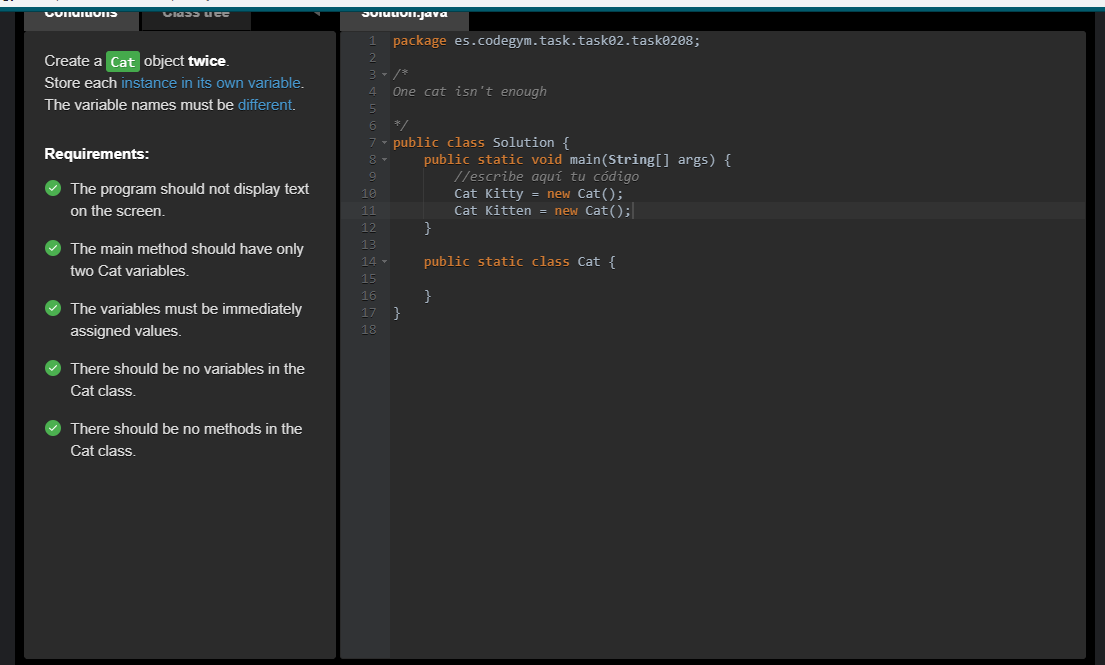 Conditions
Class tree
solution.java
Create a Cat object twice.
Store each instance in its own variable.
The variable names must be different.
Requirements:
The program should not display text
on the screen.
The main method should have only
two Cat variables.
The variables must be immediately
assigned values.
There should be no variables in the
Cat class.
There should be no methods in the
Cat class.
1 package es.codegym.task.task02.task0208;
2
3 /*
4 One cat isn't enough
5
6 */
7 public class Solution {
8 public static void main(String[] args) {
9 //escribe aquí tu código
10 Cat Kitty = new Cat();
11 Cat Kitten = new Cat();
12 }
13
14 public static class Cat {
15
16 }
17 }
18